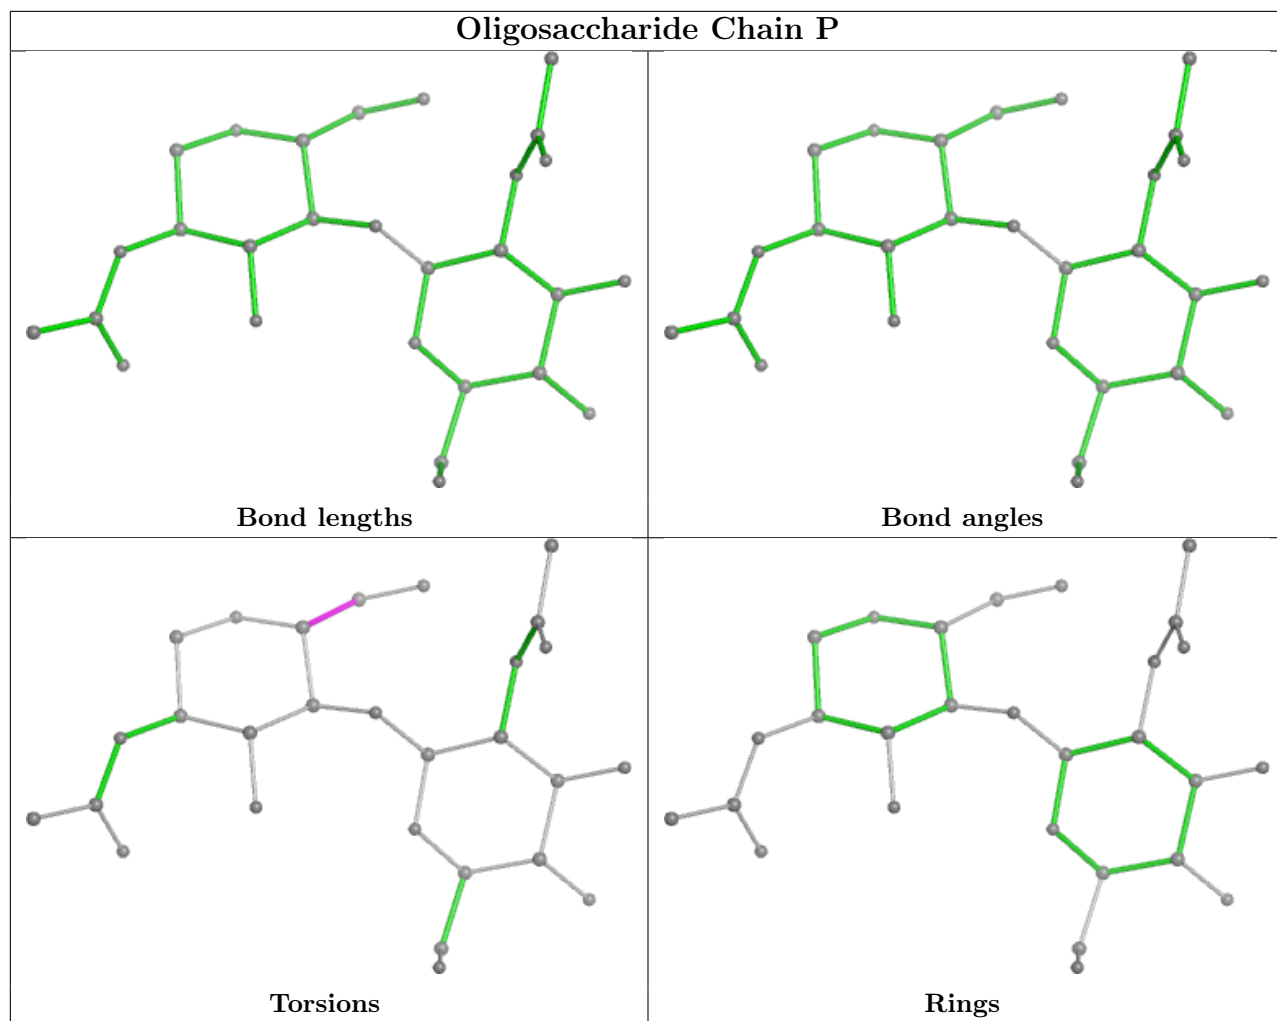 Oligosaccharide Chain P
Bond lengths
Bond angles
Torsions
Rings